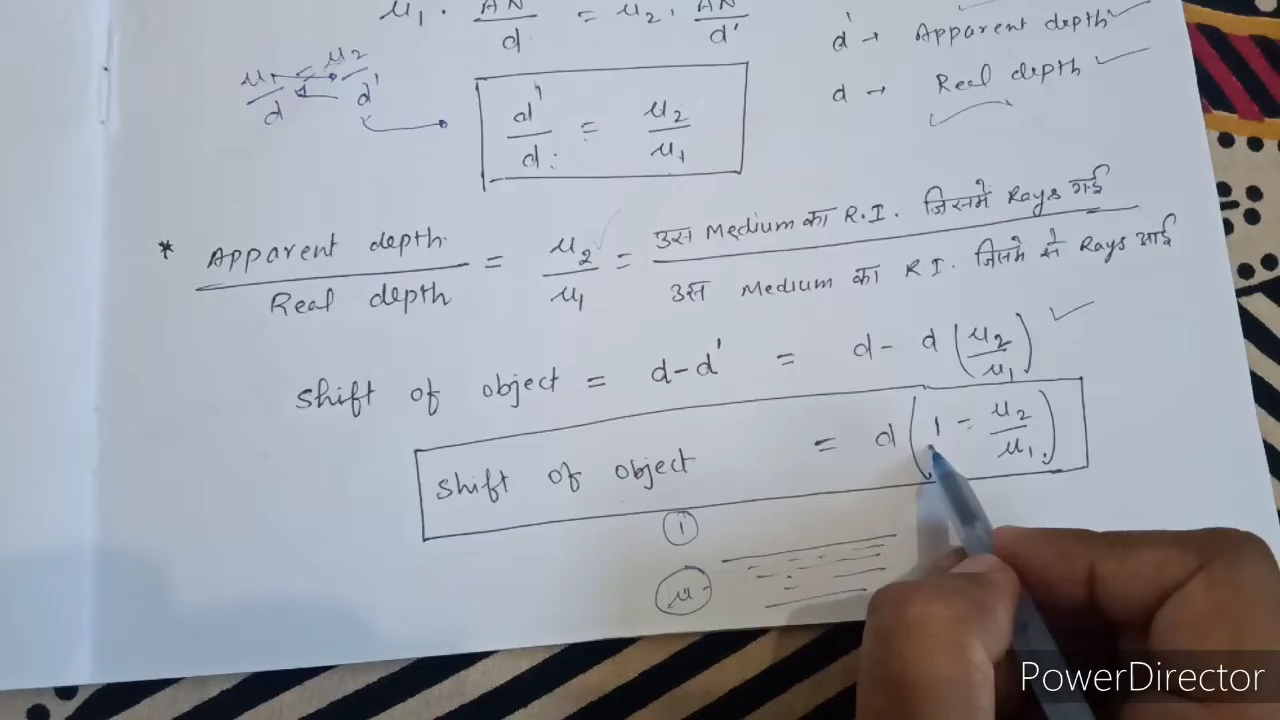 μ₁ · AN/d = μ₂ · AN/d'
d' → Apparent depth
μ₁/d = μ₂/d'
d → Real depth
d'/d = μ₂/μ₁
* Apparent depth / Real depth = μ₂/μ₁ = उस Medium का R.I. जिसमे Rays गई / उस Medium का R.I. जिसमे से Rays आई
Shift of object = d - d' = d - d (μ₂/μ₁)
Shift of object = d (1 - μ₂/μ₁)
1
μ
PowerDirector